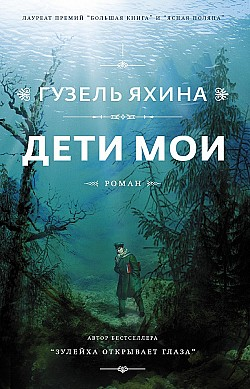 ЛАУРЕАТ ПРЕМИЙ "БОЛЬШАЯ КНИГА" И "ЯСНАЯ ПОЛЯНА"
ГУЗЕЛЬ ЯХИНА
ДЕТИ МОИ
РОМАН
АВТОР БЕСТСЕЛЛЕРА
"ЗУЛЕЙХА ОТКРЫВАЕТ ГЛАЗА"